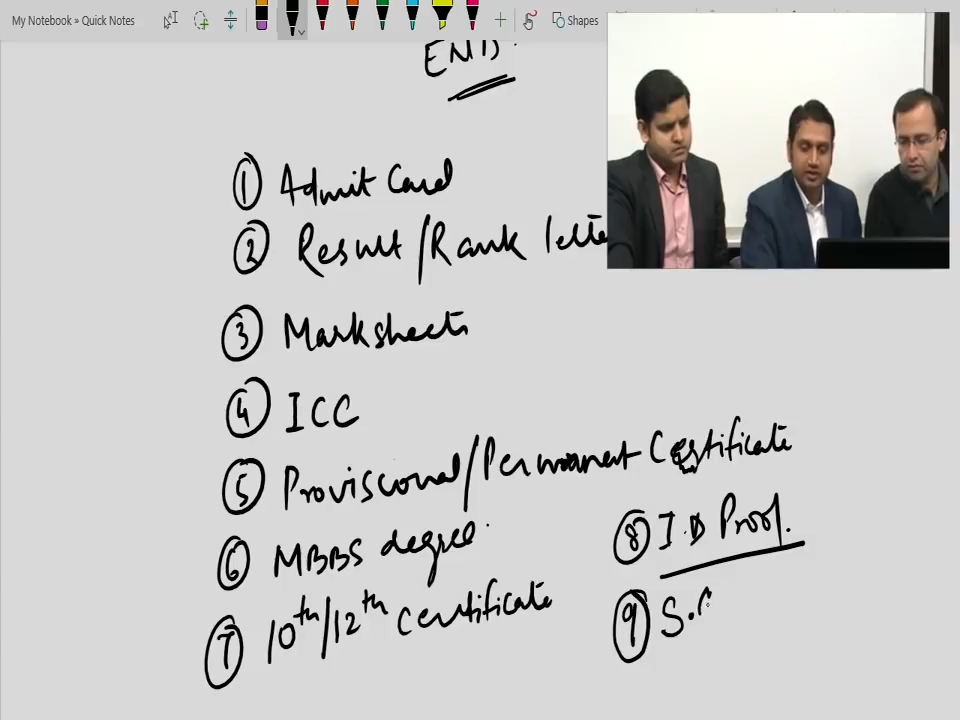 My Notebook » Quick Notes
Shapes
① Admit Card
② Result/Rank lette
③ Marksheets
④ ICC
⑤ Provisional/Permanent Certificate
⑥ MBBS degree
⑦ 10th/12th certificate
⑧ I.D Proof.
⑨ S.